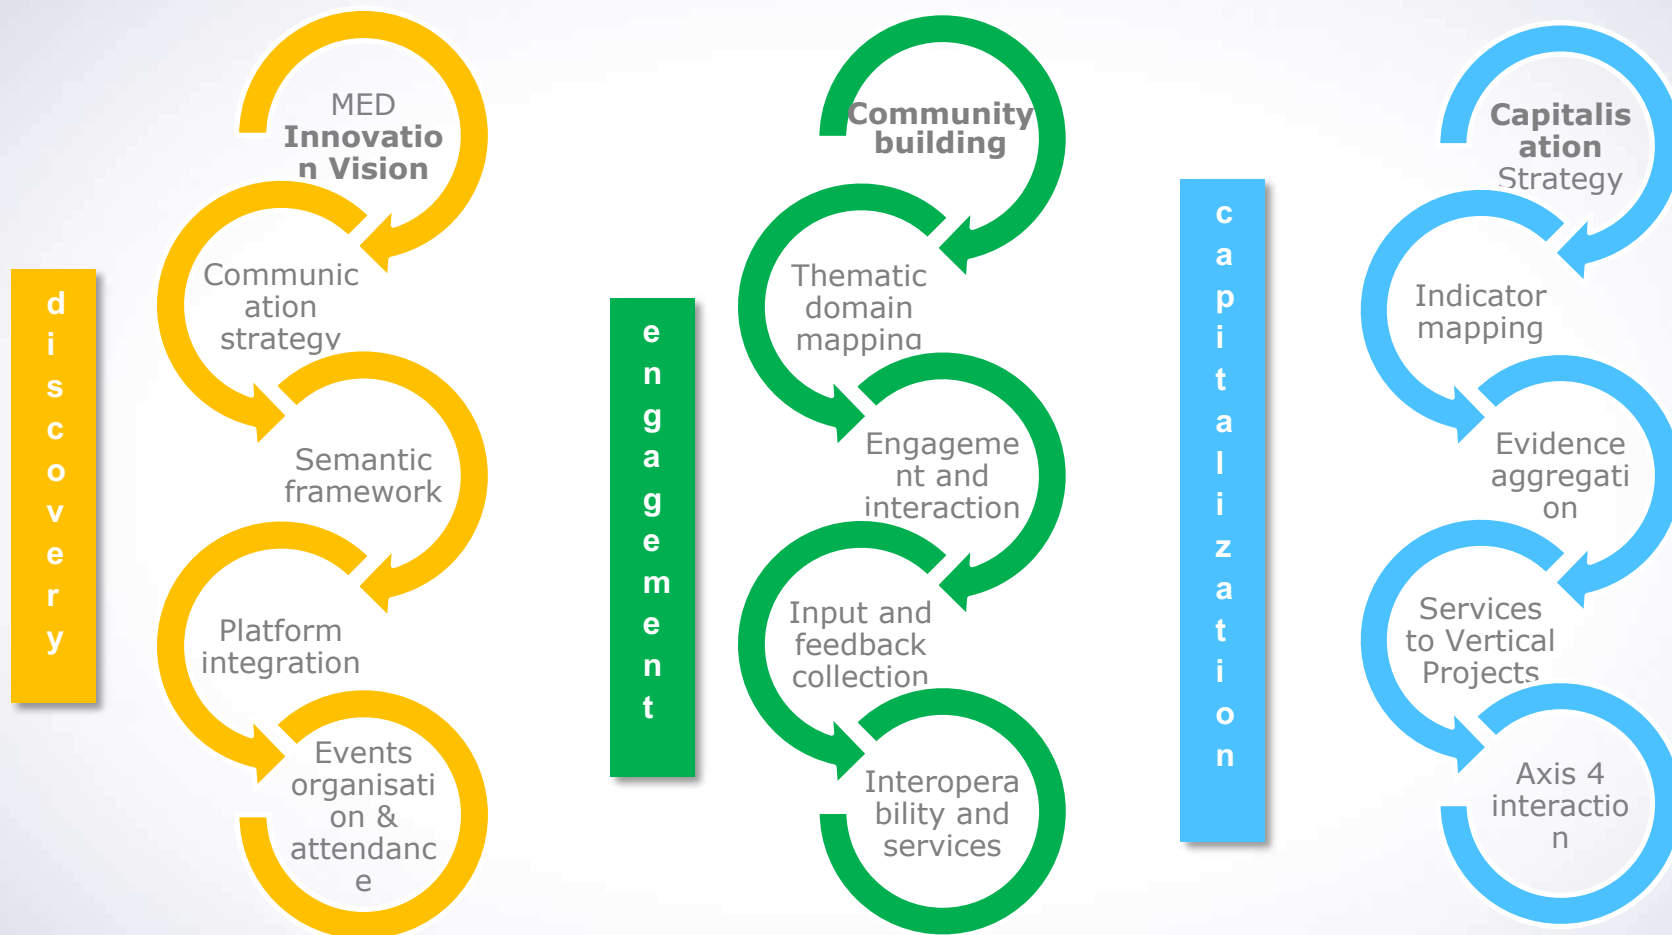 d
i
s
c
o
v
e
r
y
MED
Innovatio
n Vision
Communic
ation
strategy
Semantic
framework
Platform
integration
Events
organisati
on &
attendanc
e
e
n
g
a
g
e
m
e
n
t
Community
building
Thematic
domain
mapping
Engageme
nt and
interaction
Input and
feedback
collection
Interopera
bility and
services
c
a
p
i
t
a
l
i
z
a
t
i
o
n
Capitalis
ation
Strategy
Indicator
mapping
Evidence
aggregati
on
Services
to Vertical
Projects
Axis 4
interactio
n